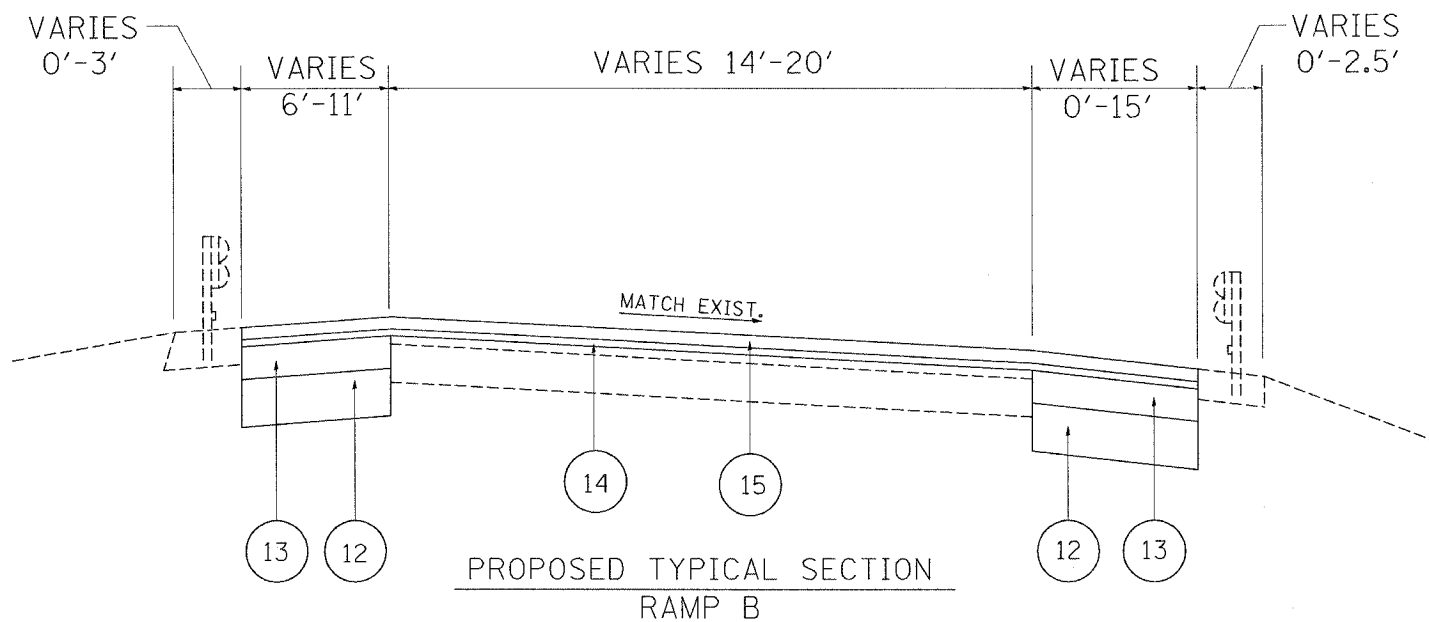 VARIES
0'-3'
VARIES
6'-11'
VARIES 14'-20'
VARIES
0'-15'
VARIES
0'-2.5'
MATCH EXIST.
14
15
13
12
12
13
PROPOSED TYPICAL SECTION
RAMP B